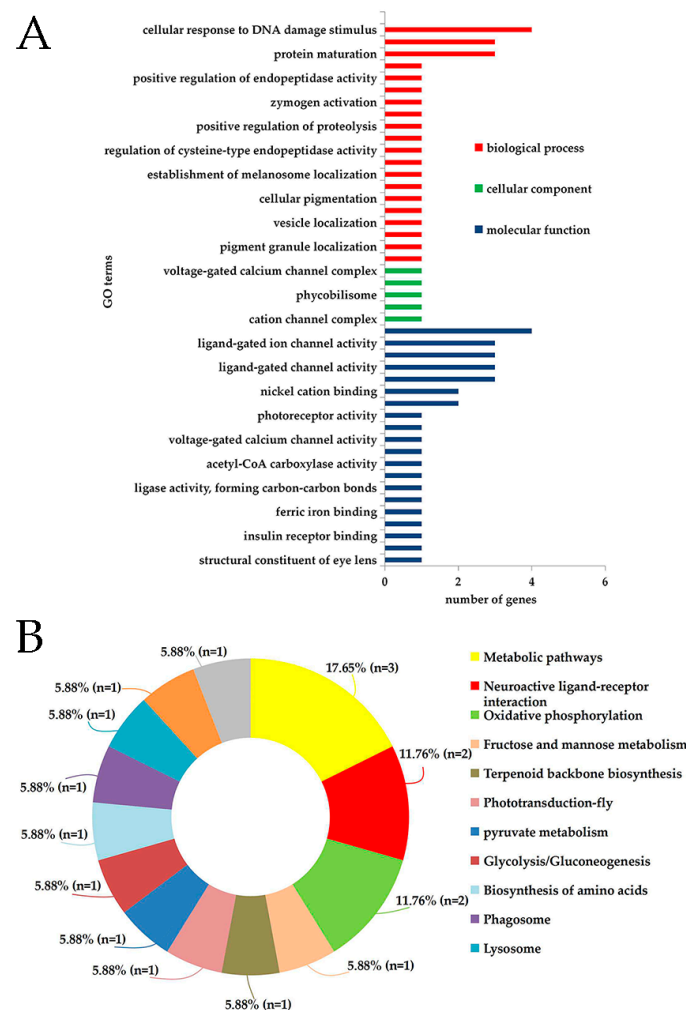 A
cellular response to DNA damage stimulus
protein maturation
positive regulation of endopeptidase activity
zymogen activation
positive regulation of proteolysis
regulation of cysteine-type endopeptidase activity
establishment of melanosome localization
cellular pigmentation
vesicle localization
pigment granule localization
voltage-gated calcium channel complex
phycobilisome
cation channel complex
ligand-gated ion channel activity
ligand-gated channel activity
nickel cation binding
photoreceptor activity
voltage-gated calcium channel activity
acetyl-CoA carboxylase activity
ligase activity, forming carbon-carbon bonds
ferric iron binding
insulin receptor binding
structural constituent of eye lens
GO terms
0 2 4 6
number of genes
biological process
cellular component
molecular function
B
5.88% (n=1)
17.65% (n=3)
11.76% (n=2)
11.76% (n=2)
5.88% (n=1)
5.88% (n=1)
5.88% (n=1)
5.88% (n=1)
5.88% (n=1)
5.88% (n=1)
5.88% (n=1)
5.88% (n=1)
5.88% (n=1)
Metabolic pathways
Neuroactive ligand-receptor
interaction
Oxidative phosphorylation
Fructose and mannose metabolism
Terpenoid backbone biosynthesis
Phototransduction-fly
pyruvate metabolism
Glycolysis/Gluconeogenesis
Biosynthesis of amino acids
Phagosome
Lysosome